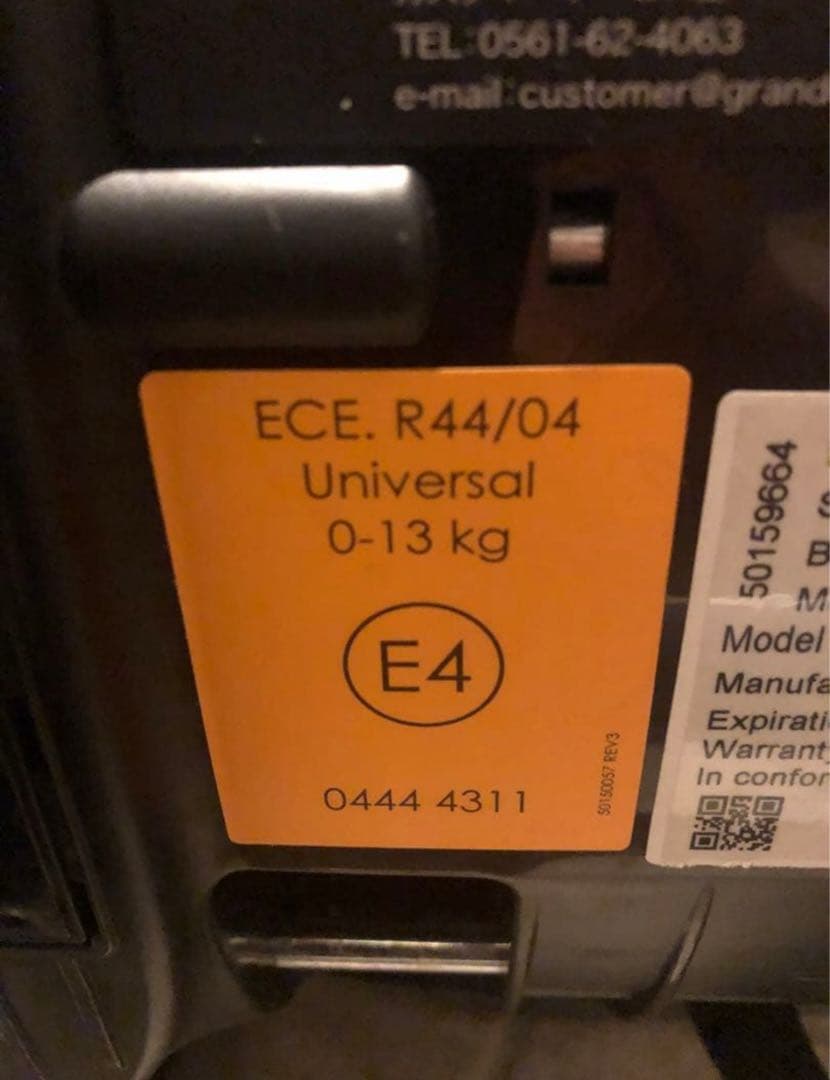 TEL:0561-62-4063
e-mail:customer@grand
ECE. R44/04
Universal
0-13 kg
E4
0444 4311
50150057 REV3
50159664
B
M
Model
Manufa
Expirati
Warranty
In confor